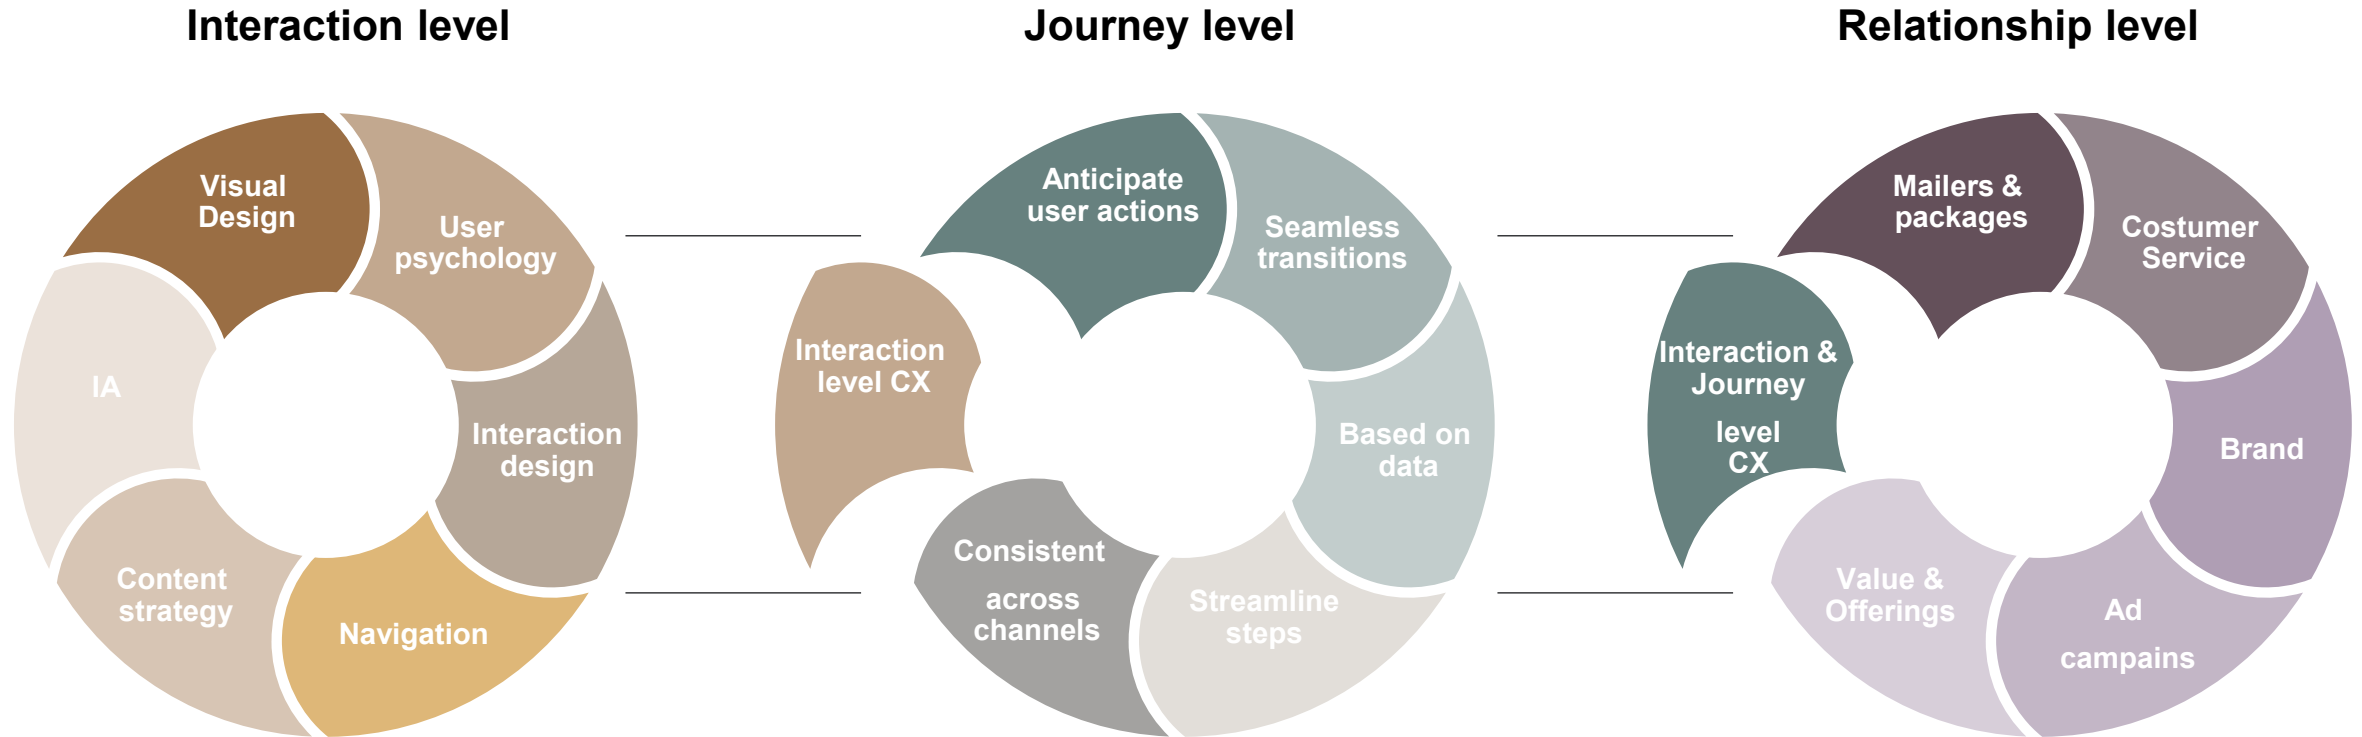 Interaction level
Visual
Design
User
psychology
Interaction
design
Navigation
Content
strategy
IA
Journey level
Anticipate
user actions
Seamless
transitions
Based on
data
Streamline
steps
Consistent
across
channels
Interaction
level CX
Relationship level
Mailers &
packages
Costumer
Service
Brand
Ad
campains
Value &
Offerings
Interaction &
Journey
level
CX